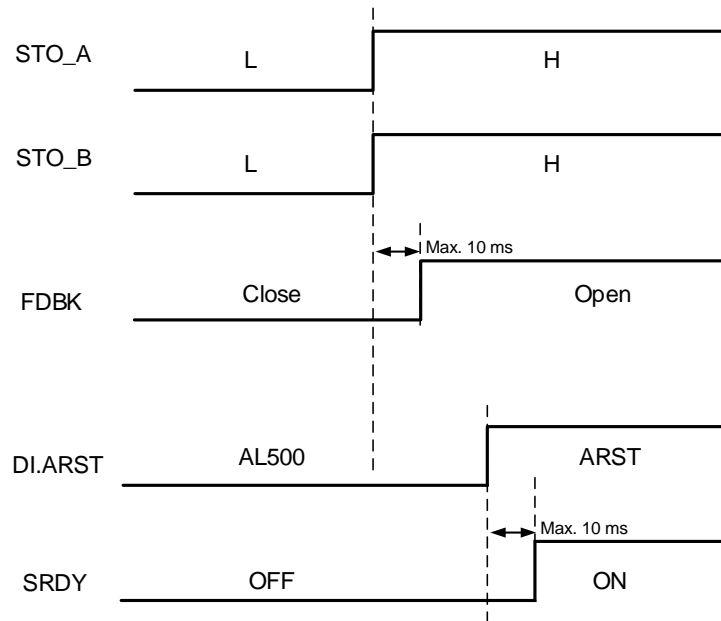 STO_A
L
H
STO_B
L
H
Max. 10 ms
FDBK
Close
Open
DI.ARST
AL500
ARST
Max. 10 ms
SRDY
OFF
ON